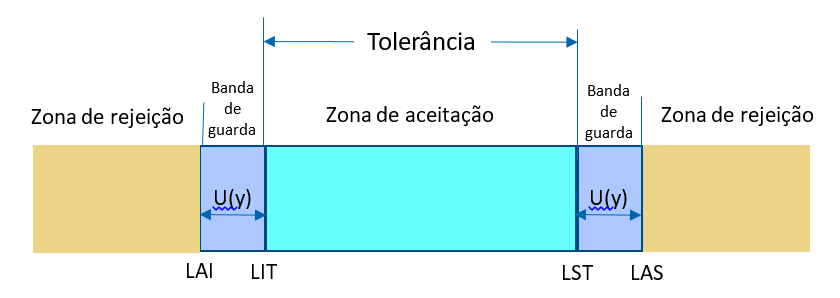 Tolerância
Banda
de
guarda
Banda
de
guarda
Zona de rejeição
Zona de aceitação
Zona de rejeição
U(y)
U(y)
LAI
LIT
LST
LAS